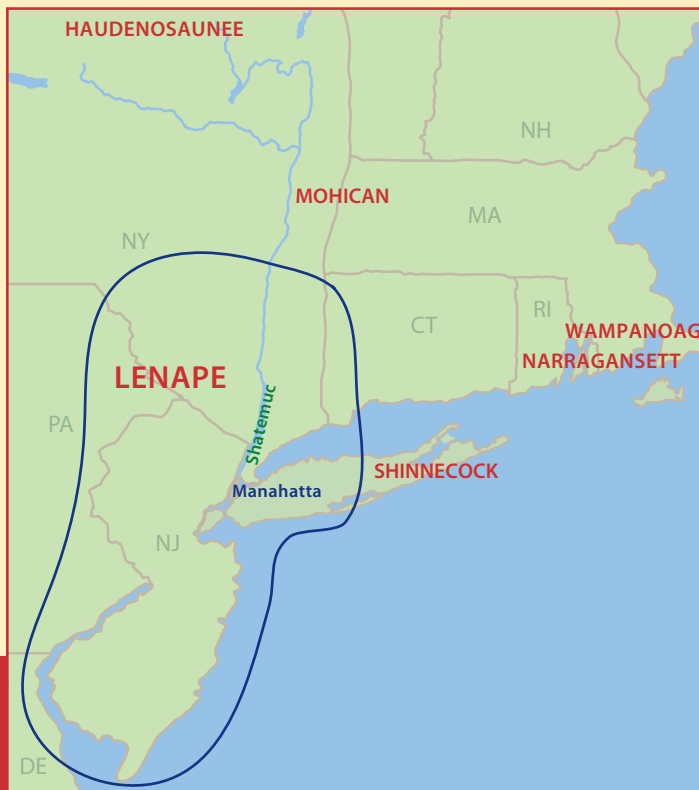 HAUDENOSAUNEE
NH
MOHICAN
MA
NY
RI
CT
WAMPANOAG
NARRAGANSETT
LENAPE
PA
Shatemuc
SHINNECOCK
Manahatta
NJ
DE